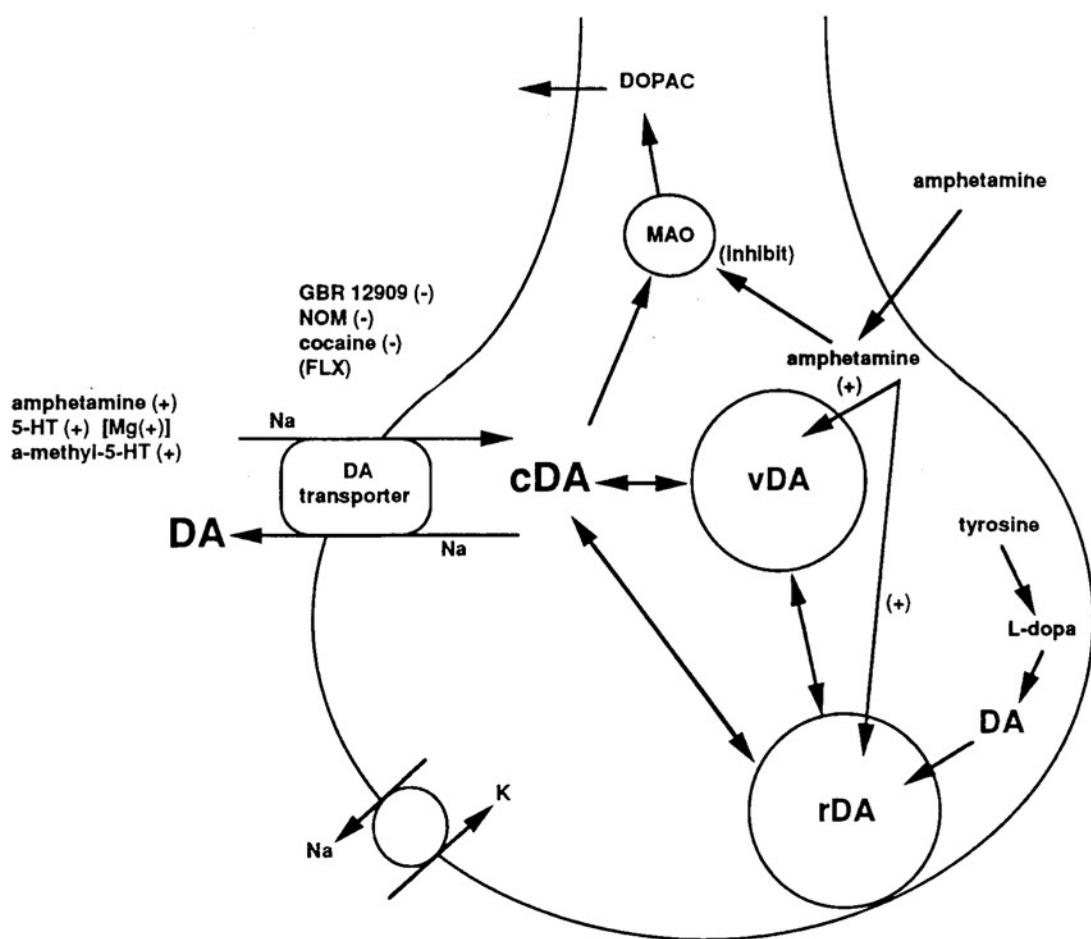 DOPAC
amphetamine
MAO
(inhibit)
GBR 12909 (-)
NOM (-)
cocaine (-)
(FLX)
amphetamine
(+)
amphetamine (+)
5-HT (+) [Mg(+)]
a-methyl-5-HT (+)
Na
DA
transporter
cDA
vDA
DA
Na
tyrosine
(+)
L-dopa
DA
rDA
K
Na